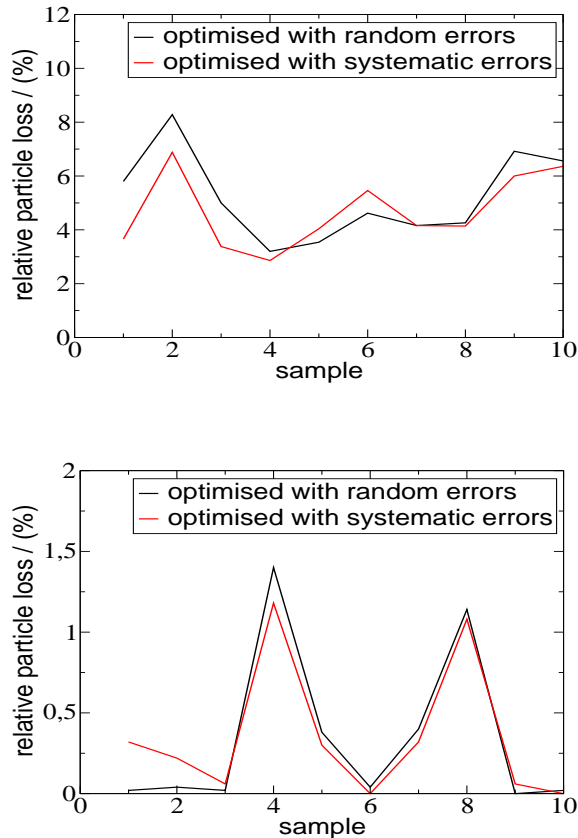 12
10
8
6
4
2
0
relative particle loss / (%)
optimised with random errors
optimised with systematic errors
0 2 4 6 8 10
sample
2
1,5
1
0,5
0
relative particle loss / (%)
optimised with random errors
optimised with systematic errors
0 2 4 6 8 10
sample